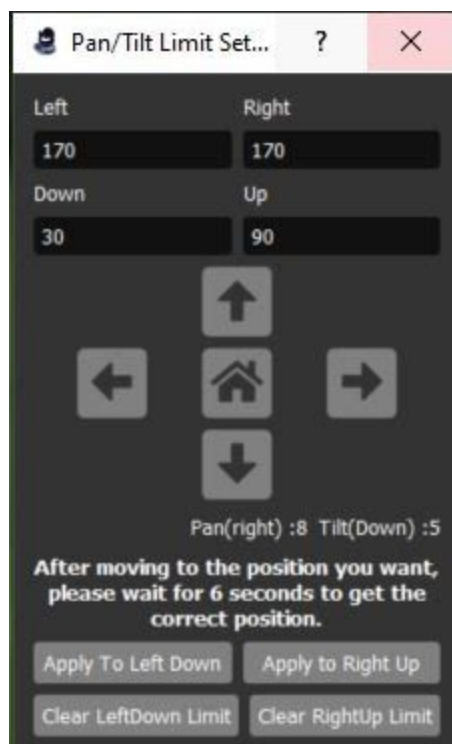 Pan/Tilt Limit Set... ?
Left Right
170 170
Down Up
30 90
Pan(right) :8 Tilt(Down) :5
After moving to the position you want,
please wait for 6 seconds to get the
correct position.
Apply To Left Down Apply to Right Up
Clear LeftDown Limit Clear RightUp Limit